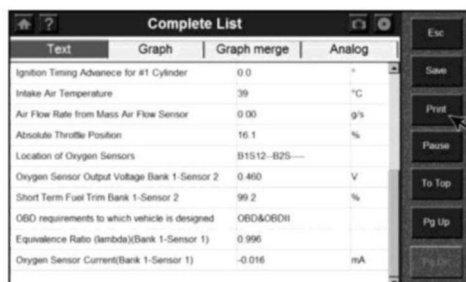 Complete List
Text Graph Graph merge Analog
Ignition Timing Advanece for #1 Cylinder 0.0 °
Intake Air Temperature 39 °C
Air Flow Rate from Mass Air Flow Sensor 0.00 g/s
Absolute Throttle Position 16.1 %
Location of Oxygen Sensors B1S12--B2S-----
Oxygen Sensor Output Voltage Bank 1-Sensor 2 0.460 V
Short Term Fuel Trim Bank 1-Sensor 2 99.2 %
OBD requirements to which vehicle is designed OBD&OBDII
Equivalence Ratio (lambda)(Bank 1-Sensor 1) 0.996
Oxygen Sensor Current(Bank 1-Sensor 1) -0.016 mA
Esc
Save
Print
Pause
To Top
Pg Up
Pg Dn